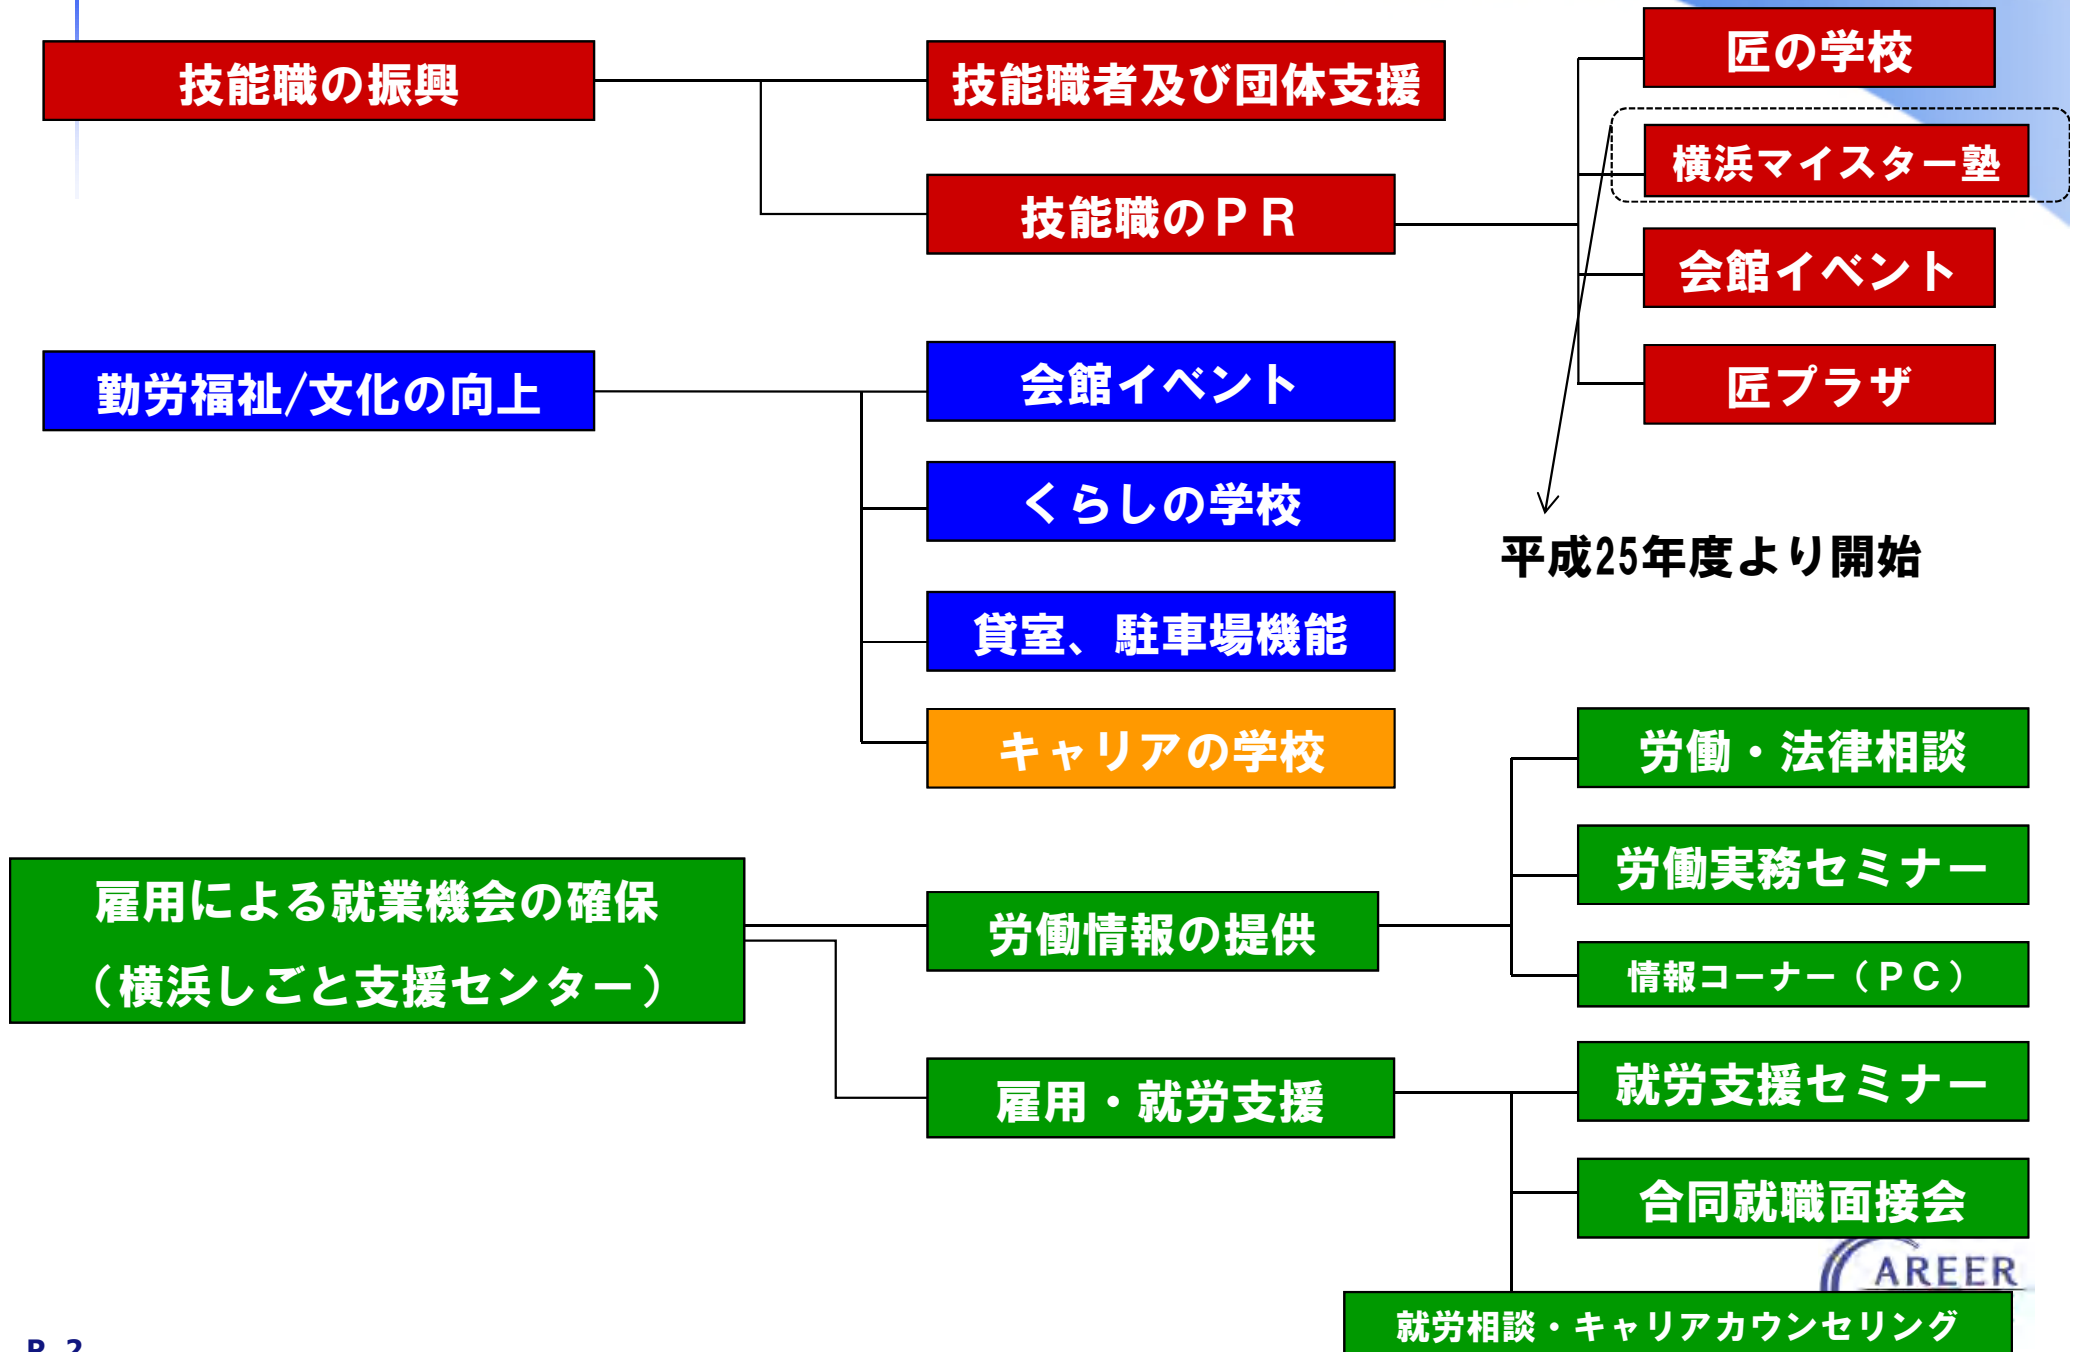 技能職の振興
技能職者及び団体支援
技能職のＰＲ
匠の学校
横浜マイスター塾
会館イベント
匠プラザ
平成25年度より開始
勤労福祉/文化の向上
会館イベント
くらしの学校
貸室、駐車場機能
キャリアの学校
雇用による就業機会の確保
（横浜しごと支援センター）
労働情報の提供
労働・法律相談
労働実務セミナー
情報コーナー（ＰＣ）
雇用・就労支援
就労支援セミナー
合同就職面接会
就労相談・キャリアカウンセリング
CAREER
P. 2